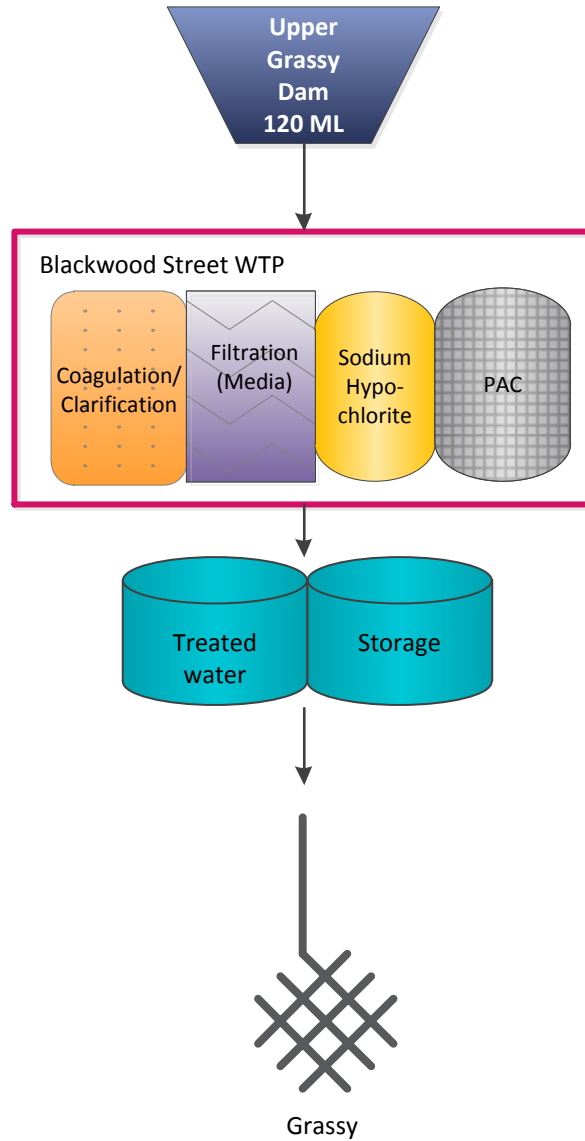 Upper
Grassy
Dam
120 ML
Blackwood Street WTP
Coagulation/
Clarification
Filtration
(Media)
Sodium
Hypo-
chlorite
PAC
Treated
water
Storage
Grassy